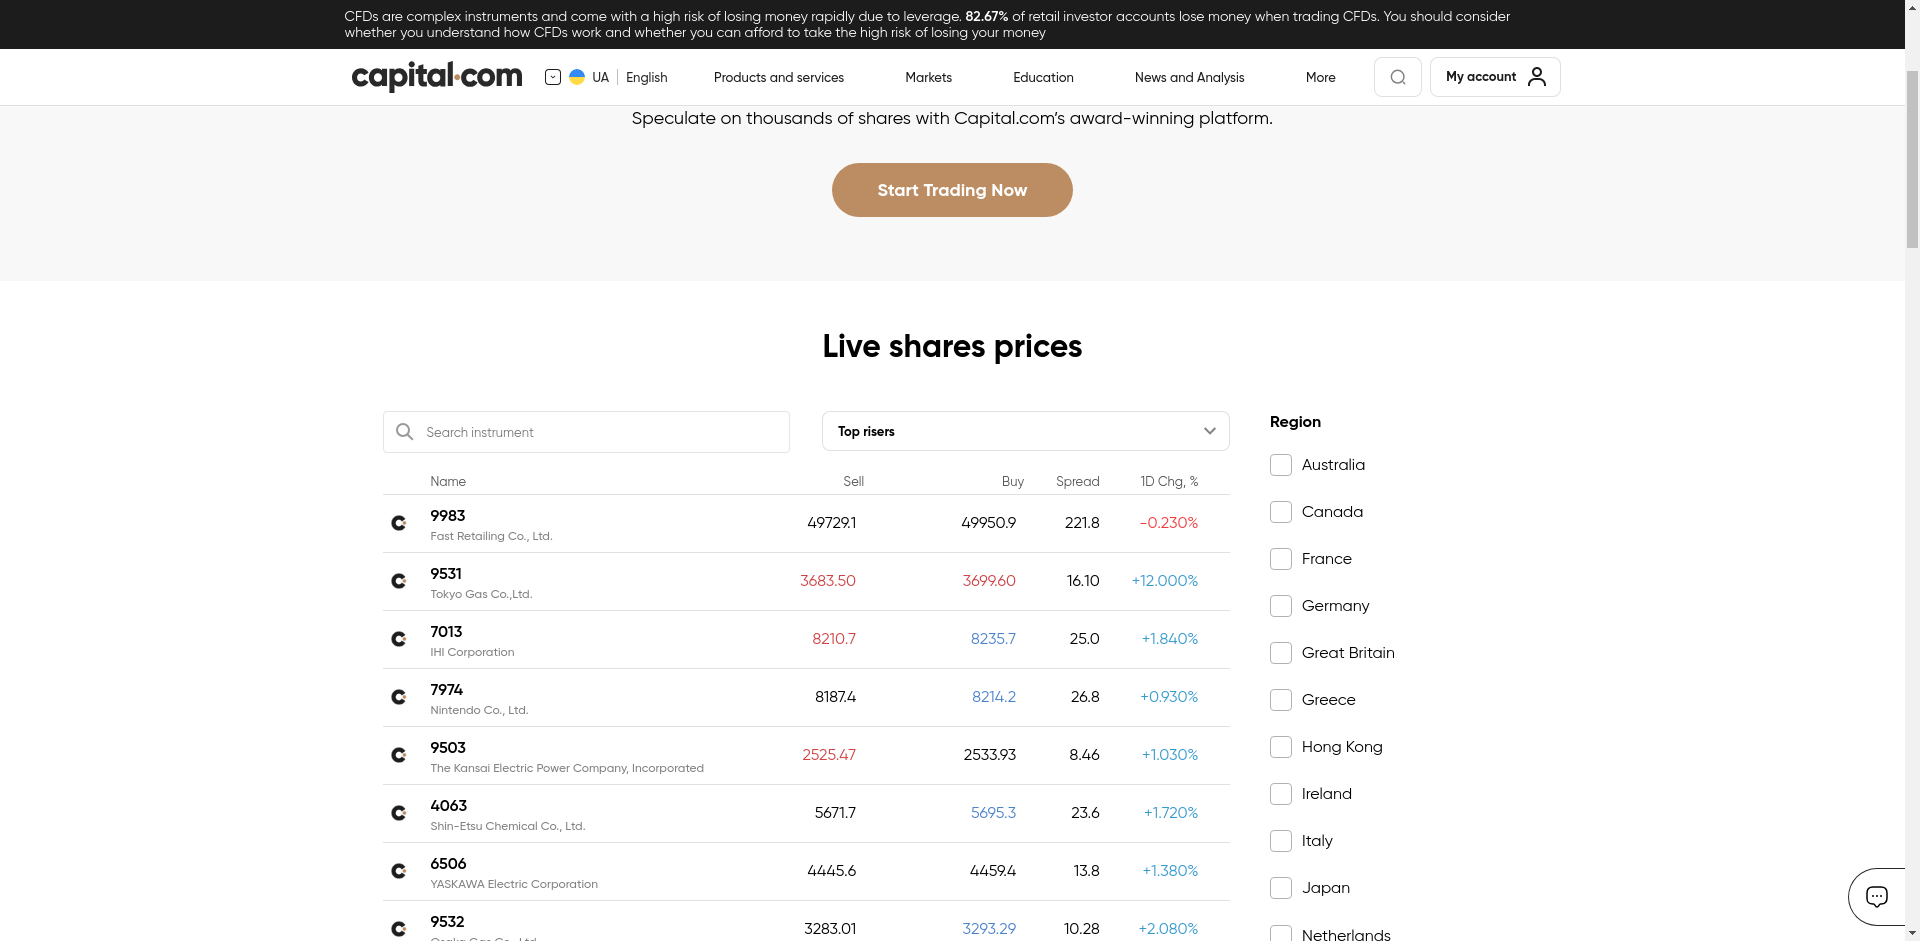 CFDs are complex instruments and come with a high risk of losing money rapidly due to leverage. 82.67% of retail investor accounts lose money when trading CFDs. You should consider
whether you understand how CFDs work and whether you can afford to take the high risk of losing your money
capital.com UA English Products and services Markets Education News and Analysis More My account
Speculate on thousands of shares with Capital.com's award-winning platform.
Start Trading Now
Live shares prices
Search instrument
Top risers
Name Sell Buy Spread 1D Chg, %
9983
Fast Retailing Co., Ltd.
49729.1 49950.9 221.8 -0.230%
9531
Tokyo Gas Co.,Ltd.
3683.50 3699.60 16.10 +12.000%
7013
IHI Corporation
8210.7 8235.7 25.0 +1.840%
7974
Nintendo Co., Ltd.
8187.4 8214.2 26.8 +0.930%
9503
The Kansai Electric Power Company, Incorporated
2525.47 2533.93 8.46 +1.030%
4063
Shin-Etsu Chemical Co., Ltd.
5671.7 5695.3 23.6 +1.720%
6506
YASKAWA Electric Corporation
4445.6 4459.4 13.8 +1.380%
9532
3283.01 3293.29 10.28 +2.080%
Region
Australia
Canada
France
Germany
Great Britain
Greece
Hong Kong
Ireland
Italy
Japan
Netherlands